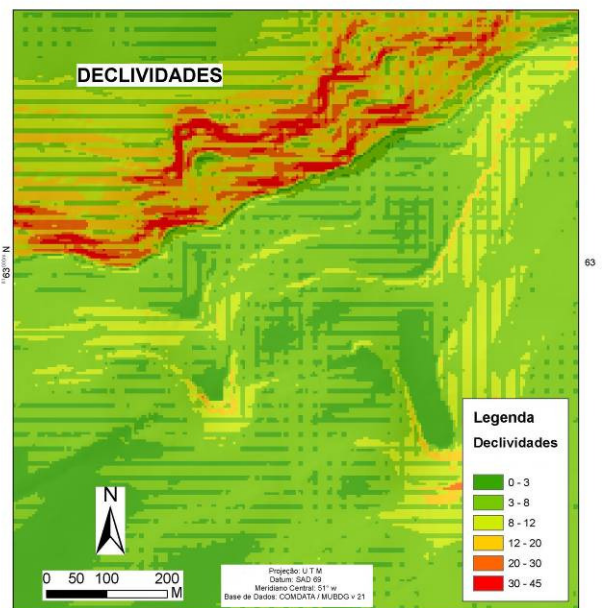 DECLIVIDADES
63
N
63
Legenda
Declividades
0 - 3
3 - 8
8 - 12
12 - 20
20 - 30
30 - 45
N
0 50 100 200
M
Projeção: U T M
Datum: SAD 69
Meridiano Central: 51° w
Base de Dados: COMDATA / MUBDG v 21